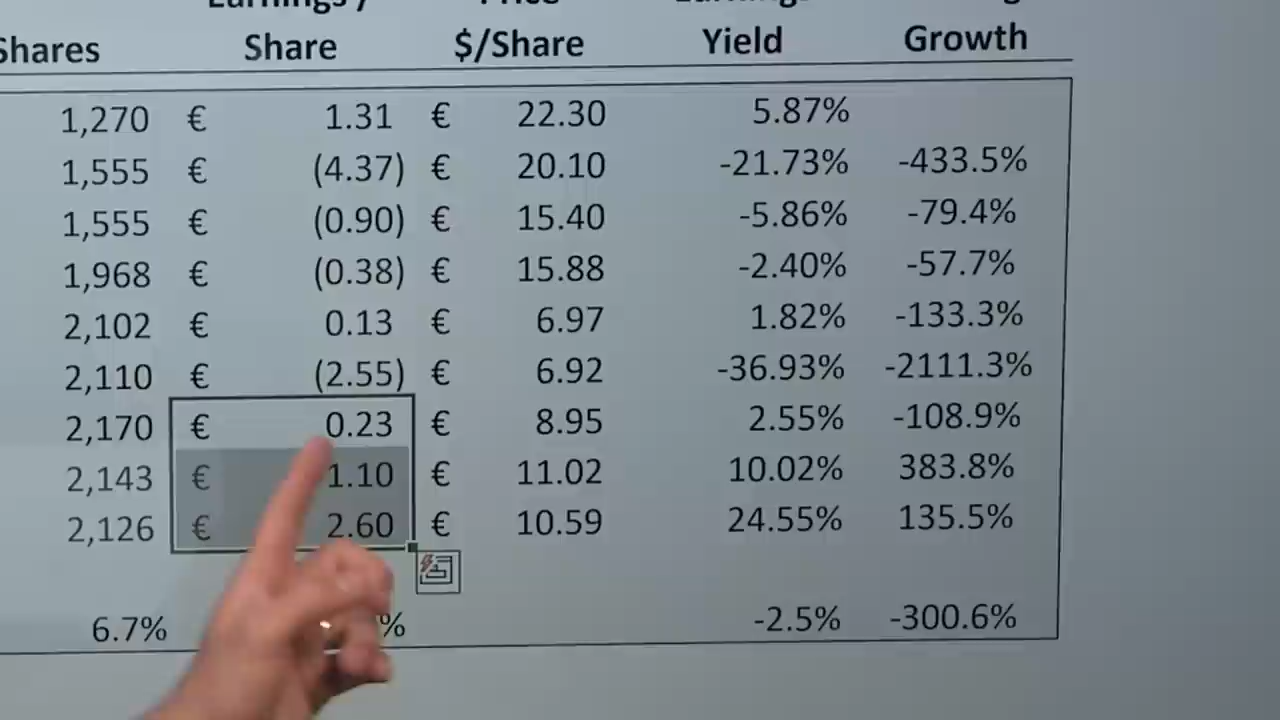 Shares Share $/Share Yield Growth
1,270 € 1.31 € 22.30 5.87%
1,555 € (4.37) € 20.10 -21.73% -433.5%
1,555 € (0.90) € 15.40 -5.86% -79.4%
1,968 € (0.38) € 15.88 -2.40% -57.7%
2,102 € 0.13 € 6.97 1.82% -133.3%
2,110 € (2.55) € 6.92 -36.93% -2111.3%
2,170 € 0.23 € 8.95 2.55% -108.9%
2,143 € 1.10 € 11.02 10.02% 383.8%
2,126 € 2.60 € 10.59 24.55% 135.5%
6.7% % -2.5% -300.6%